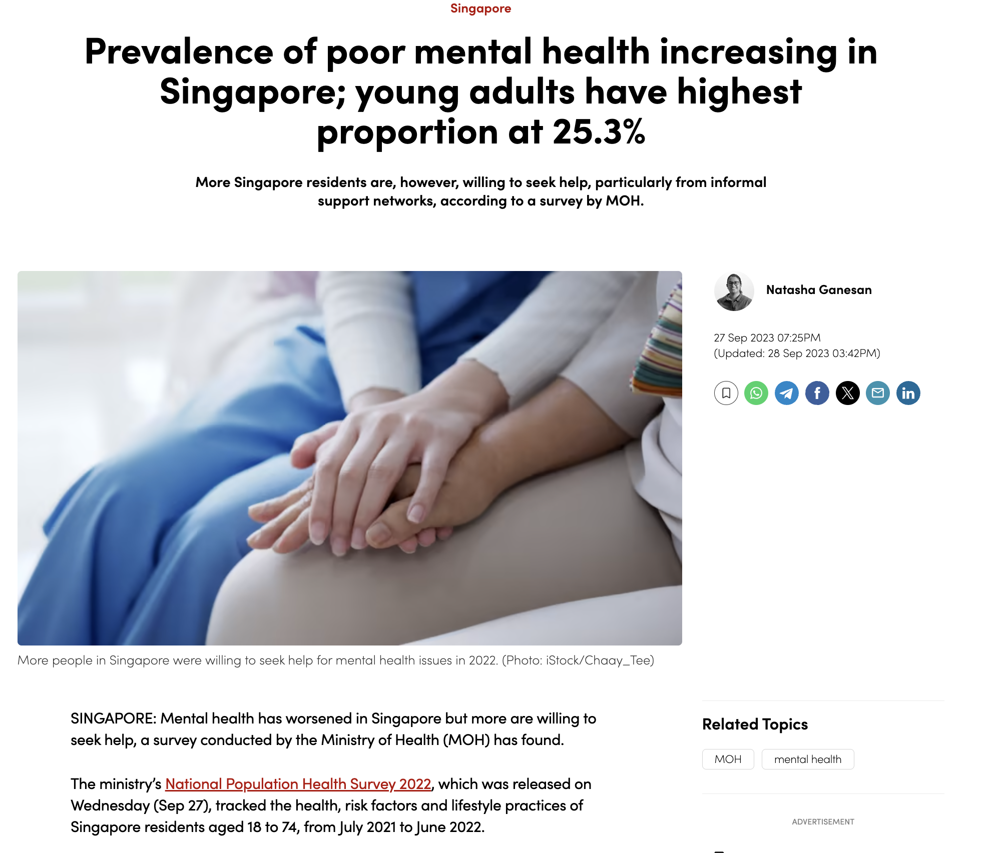 Singapore
Prevalence of poor mental health increasing in
Singapore; young adults have highest
proportion at 25.3%
More Singapore residents are, however, willing to seek help, particularly from informal
support networks, according to a survey by MOH.
Natasha Ganesan
27 Sep 2023 07:25PM
(Updated: 28 Sep 2023 03:42PM)
More people in Singapore were willing to seek help for mental health issues in 2022. (Photo: iStock/Chaay_Tee)
SINGAPORE: Mental health has worsened in Singapore but more are willing to
seek help, a survey conducted by the Ministry of Health (MOH) has found.
The ministry’s National Population Health Survey 2022, which was released on
Wednesday (Sep 27), tracked the health, risk factors and lifestyle practices of
Singapore residents aged 18 to 74, from July 2021 to June 2022.
Related Topics
MOH
mental health
ADVERTISEMENT